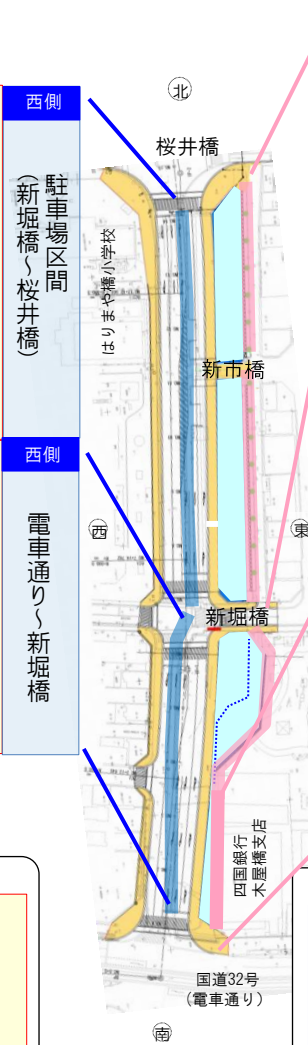 北
西側
桜井橋
駐車場区間
(新堀橋～桜井橋)
はりまや橋小学校
新市橋
西側
電車通り～新堀橋
西
東
新堀橋
四国銀行
木屋橋支店
国道32号
(電車通り)
南